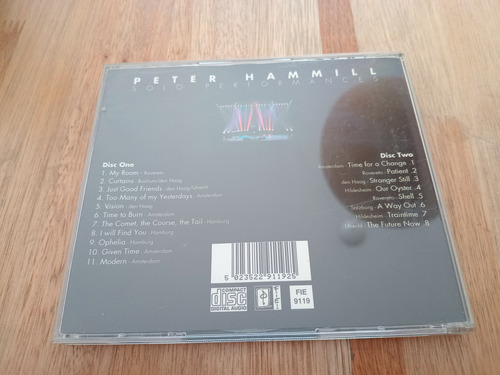 PETER HAMMILL
SOLO PERFORMANCES
Disc One
1. My Room - Rovereto
2. Curtains - Bussum/den Haag
3. Just Good Friends - den Haag/Utrecht
4. Too Many of my Yesterdays - Amsterdam
5. Vision - den Haag
6. Time to Burn - Amsterdam
7. The Comet, the Course, the Tail - Hamburg
8. I will Find You - Hamburg
9. Ophelia - Hamburg
10. Given Time - Amsterdam
11. Modern - Amsterdam
Disc Two
Amsterdam - Time for a Change .1
Rovereto - Patient .2
den Haag - Stranger Still .3
Hildesheim - Our Oyster .4
Rovereto - Shell .5
Salzburg - A Way Out .6
Hildesheim - Traintime .7
Utrecht - The Future Now .8
5 023522 911925
COMPACT
disc
DIGITAL AUDIO
FIE!
FIE
9119